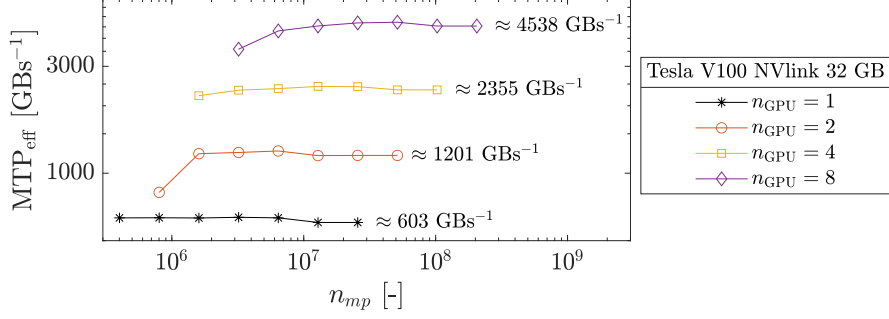 ≈ 4538 GBs⁻¹
3000
≈ 2355 GBs⁻¹
MTP_eff [GBs⁻¹]
≈ 1201 GBs⁻¹
1000
≈ 603 GBs⁻¹
10⁶ 10⁷ 10⁸ 10⁹
n_mp [-]
Tesla V100 NVlink 32 GB
n_GPU = 1
n_GPU = 2
n_GPU = 4
n_GPU = 8